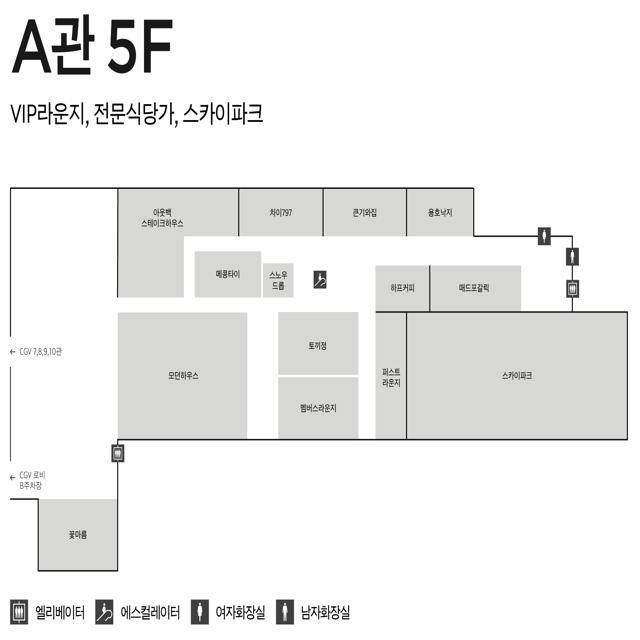 A관 5F
VIP라운지, 전문식당가, 스카이파크
아웃백
스테이크하우스
차이797
큰기와집
용호낙지
메콩타이
스노우
드롭
하프커피
매드포갈릭
CGV 7,8,9,10관
모던하우스
토끼정
멤버스라운지
퍼스트
라운지
스카이파크
CGV 로비
B주차장
꽃마름
엘리베이터
에스컬레이터
여자화장실
남자화장실